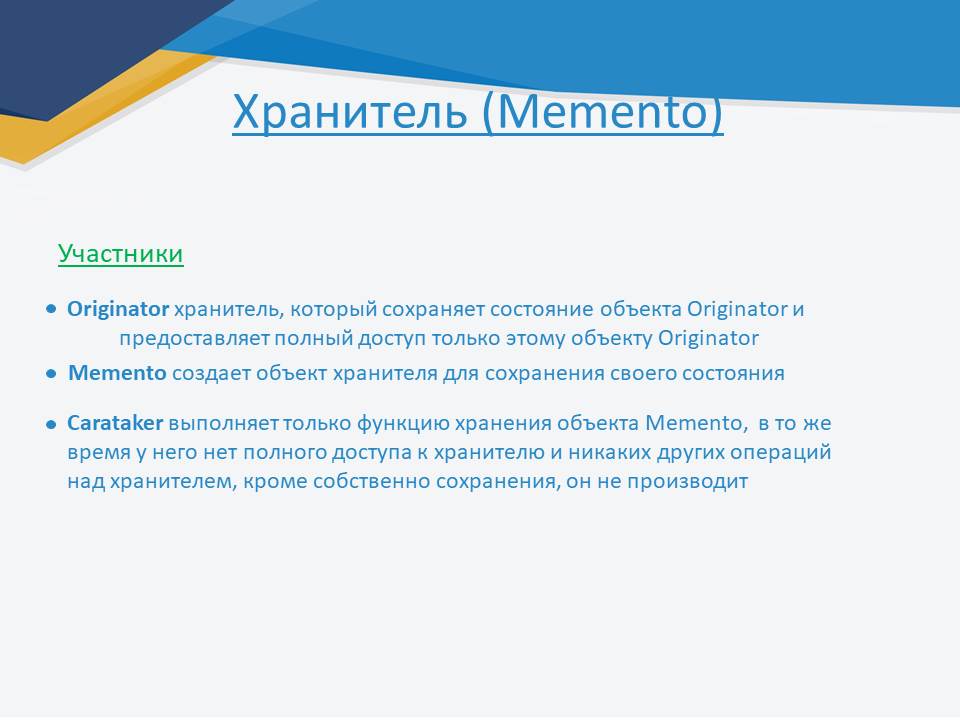 Хранитель (Memento)
Участники
• Originator хранитель, который сохраняет состояние объекта Originator и
предоставляет полный доступ только этому объекту Originator
• Memento создает объект хранителя для сохранения своего состояния
• Carataker выполняет только функцию хранения объекта Memento, в то же
время у него нет полного доступа к хранителю и никаких других операций
над хранителем, кроме собственно сохранения, он не производит